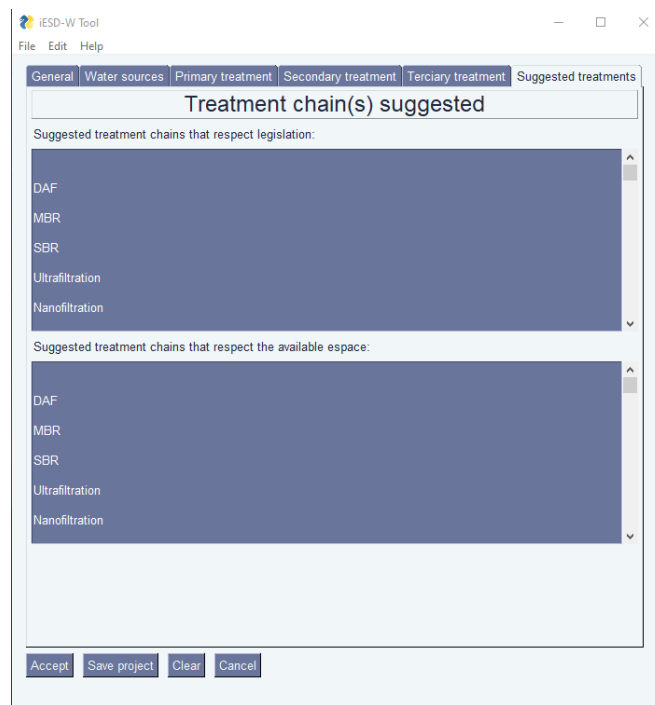 iESD-W Tool
File Edit Help
General Water sources Primary treatment Secondary treatment Terciary treatment Suggested treatments
Treatment chain(s) suggested
Suggested treatment chains that respect legislation:
DAF
MBR
SBR
Ultrafiltration
Nanofiltration
Suggested treatment chains that respect the available espace:
DAF
MBR
SBR
Ultrafiltration
Nanofiltration
Accept Save project Clear Cancel